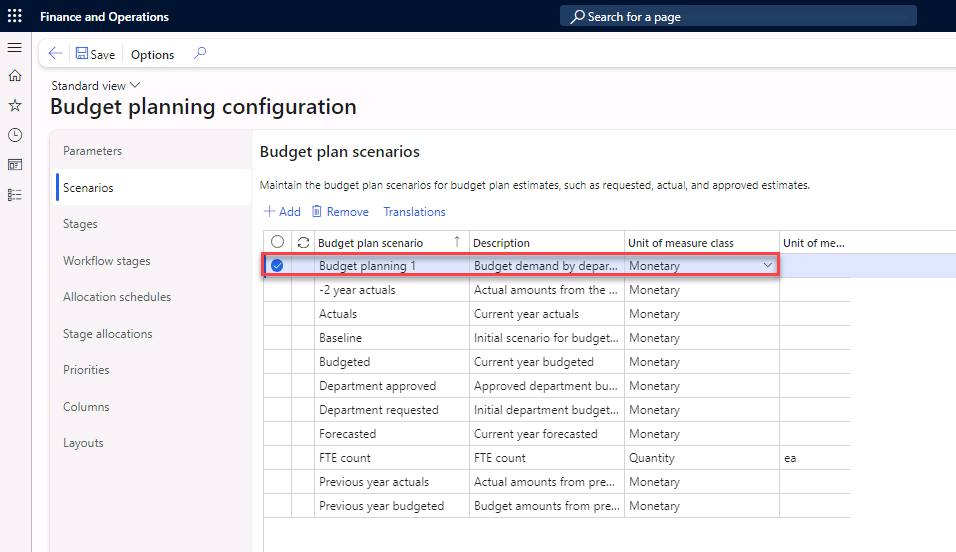 Finance and Operations
Search for a page
Save
Options
Standard view
Budget planning configuration
Parameters
Scenarios
Stages
Workflow stages
Allocation schedules
Stage allocations
Priorities
Columns
Layouts
Budget plan scenarios
Maintain the budget plan scenarios for budget plan estimates, such as requested, actual, and approved estimates.
Add Remove Translations
Budget plan scenario Description Unit of measure class Unit of me...
Budget planning 1 Budget demand by depar... Monetary
-2 year actuals Actual amounts from the ... Monetary
Actuals Current year actuals Monetary
Baseline Initial scenario for budget... Monetary
Budgeted Current year budgeted Monetary
Department approved Approved department bu... Monetary
Department requested Initial department budget... Monetary
Forecasted Current year forecasted Monetary
FTE count FTE count Quantity ea
Previous year actuals Actual amounts from pre... Monetary
Previous year budgeted Budget amounts from pre... Monetary